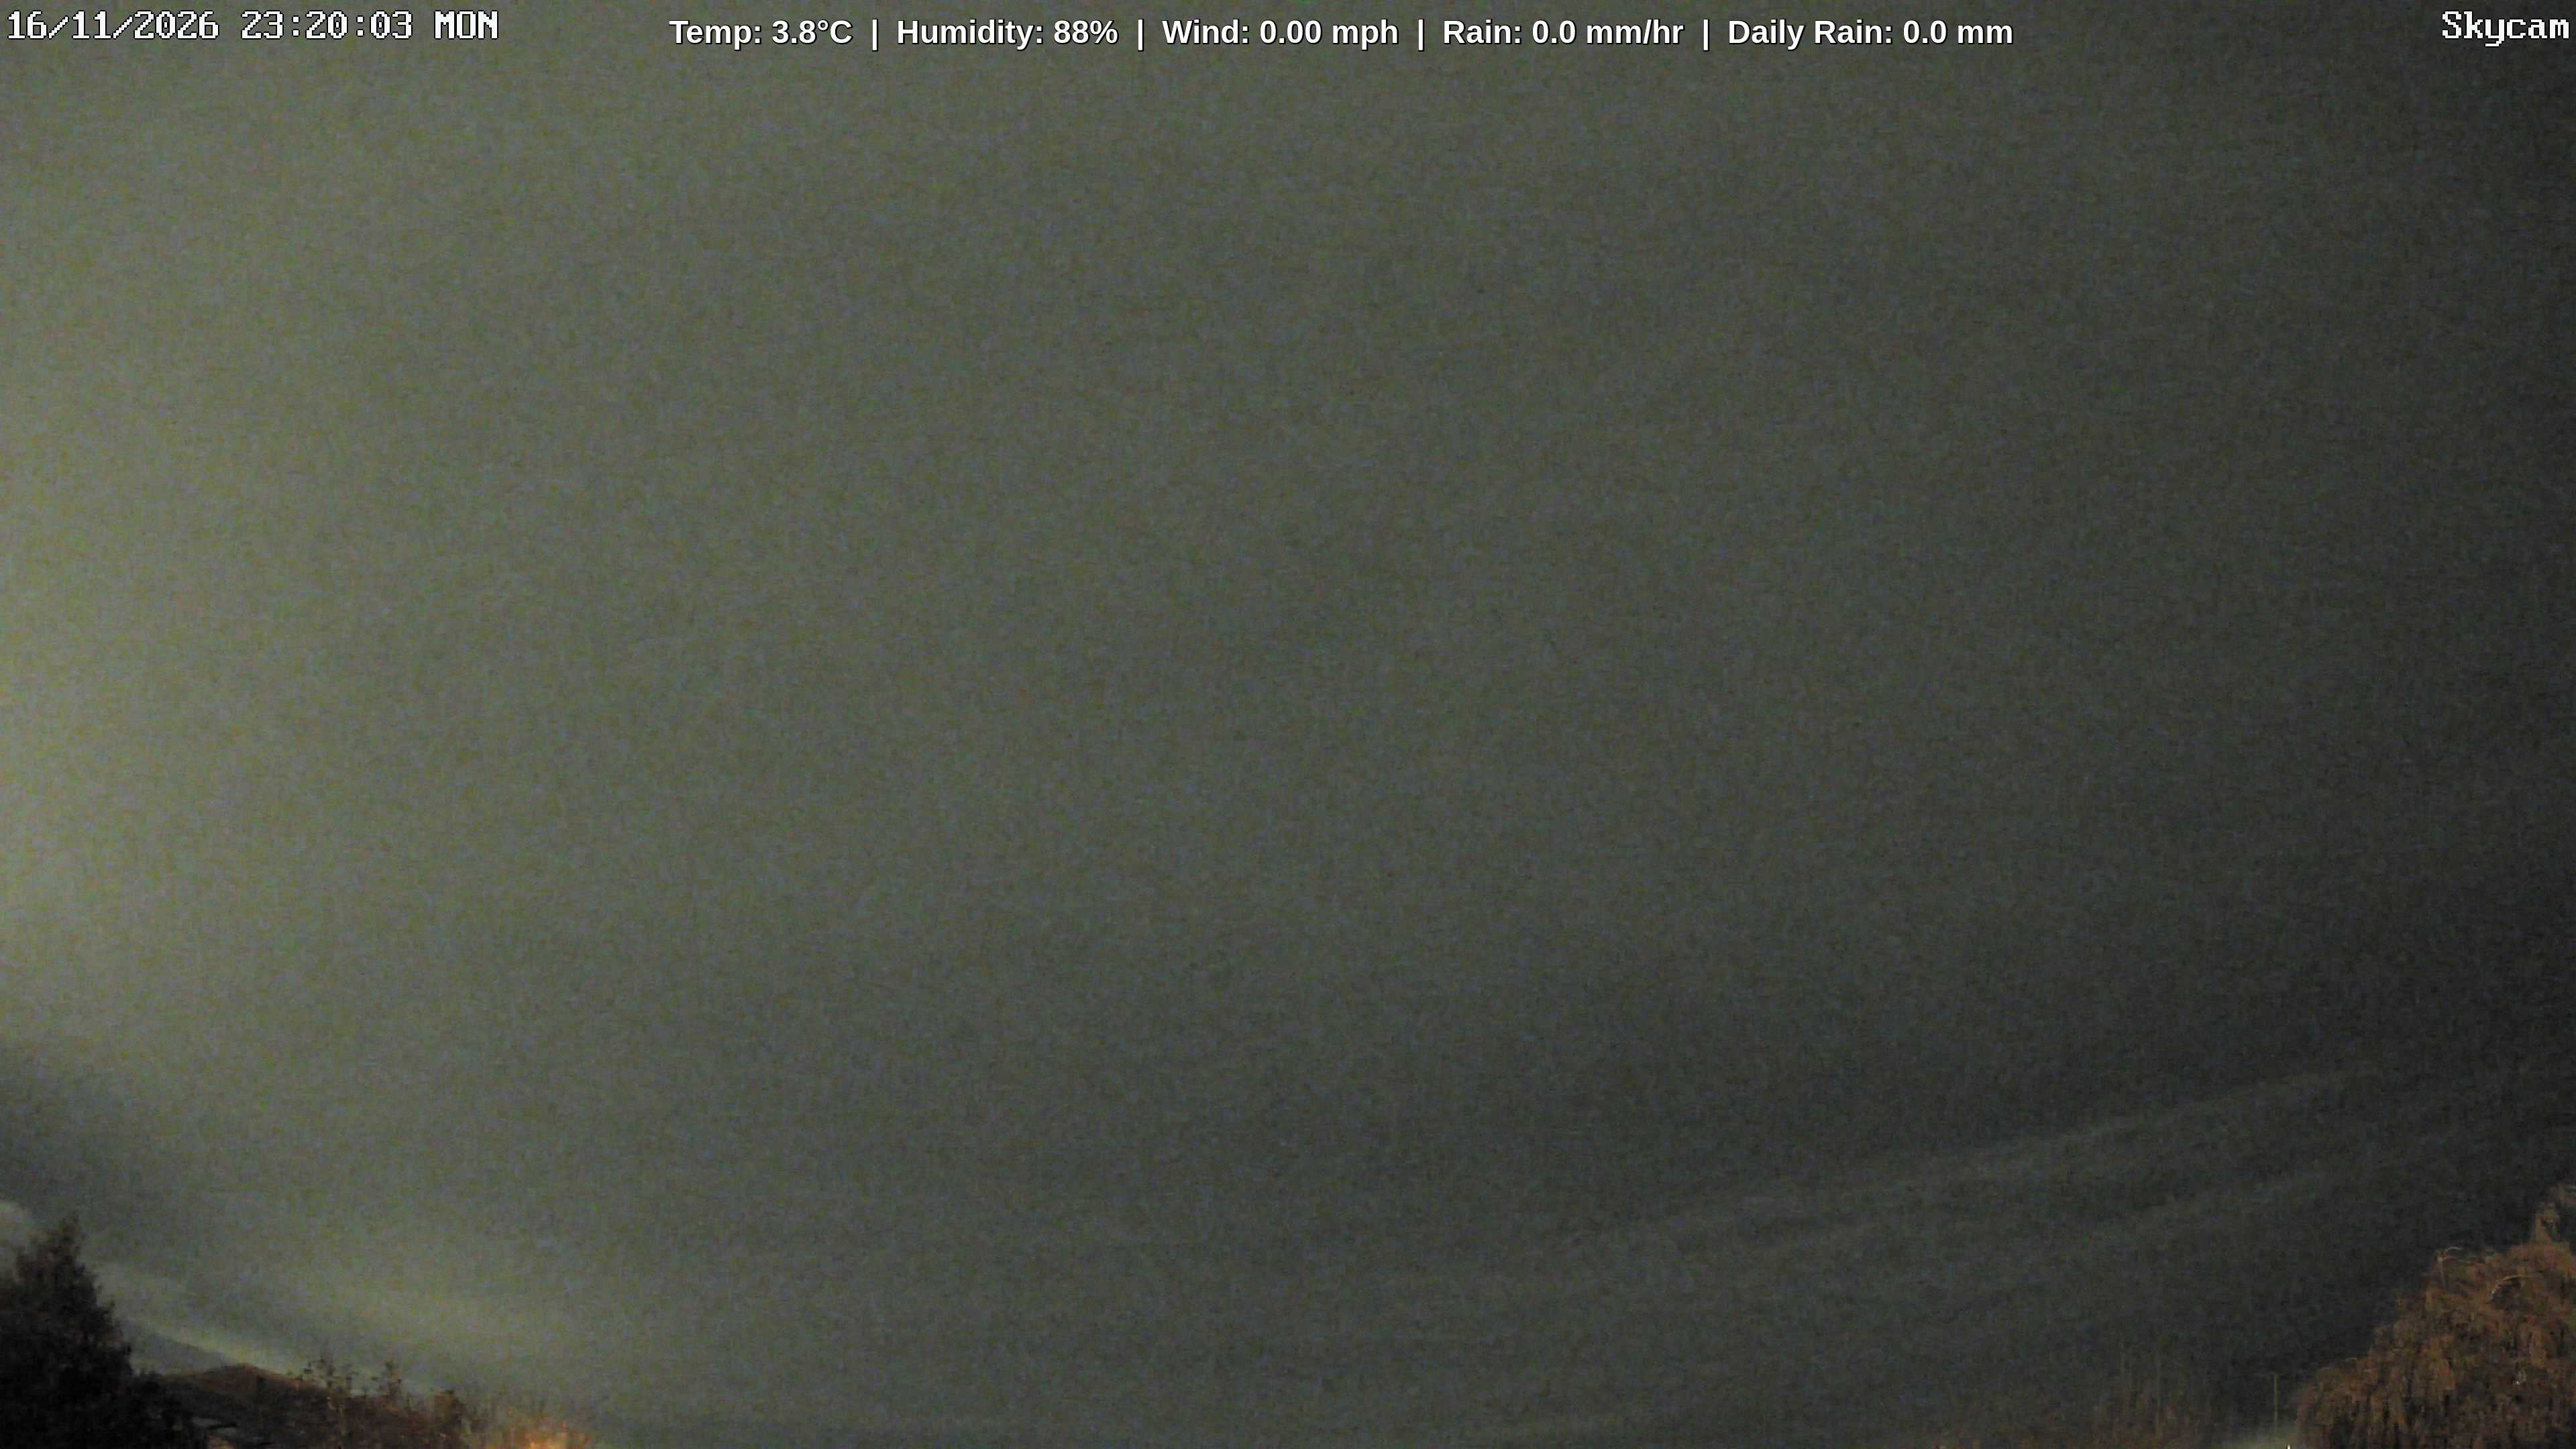 16/11/2026 23:20:03 MON
Temp: 3.8°C | Humidity: 88% | Wind: 0.00 mph | Rain: 0.0 mm/hr | Daily Rain: 0.0 mm
Skycam